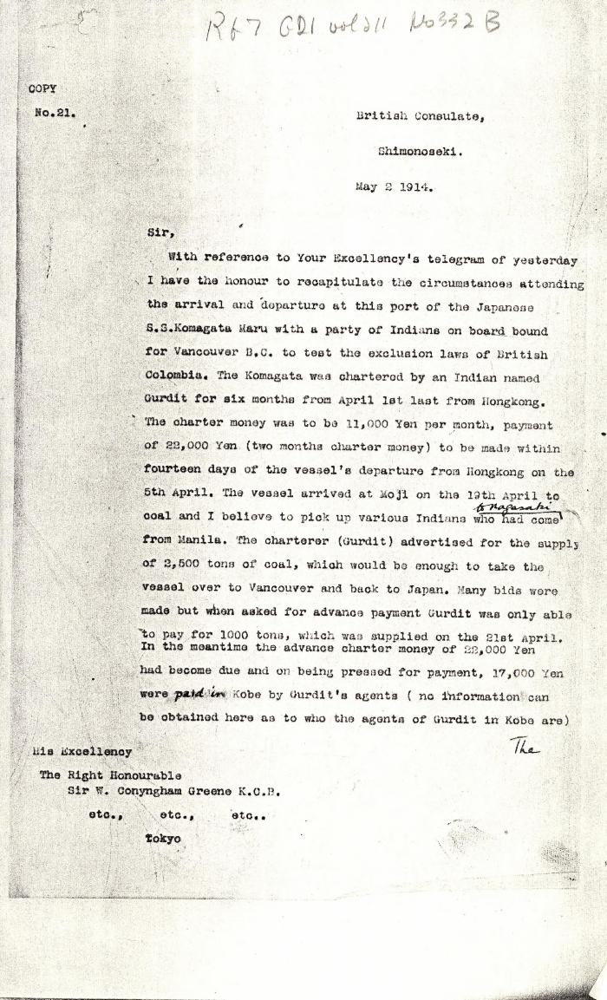 RG7 G21 vol 211 No 332 B
COPY
No.21.
British Consulate,
Shimonoseki.
May 2 1914.
Sir,
With reference to Your Excellency's telegram of yesterday
I have the honour to recapitulate the circumstances attending
the arrival and departure at this port of the Japanese
S.S.Komagata Maru with a party of Indians on board bound
for Vancouver B.C. to test the exclusion laws of British
Colombia. The Komagata was chartered by an Indian named
Gurdit for six months from April 1st last from Hongkong.
The charter money was to be 11,000 Yen per month, payment
of 22,000 Yen (two months charter money) to be made within
fourteen days of the vessel's departure from Hongkong on the
5th April. The vessel arrived at Moji on the 19th April to
to Nagasaki
coal and I believe to pick up various Indians who had come
from Manila. The charterer (Gurdit) advertised for the supply
of 2,500 tons of coal, which would be enough to take the
vessel over to Vancouver and back to Japan. Many bids were
made but when asked for advance payment Gurdit was only able
to pay for 1000 tons, which was supplied on the 21st April.
In the meantime the advance charter money of 22,000 Yen
had become due and on being pressed for payment, 17,000 Yen
were paid in Kobe by Gurdit's agents ( no information can
be obtained here as to who the agents of Gurdit in Kobe are)
The
His Excellency
The Right Honourable
Sir W. Conyngham Greene K.C.B.
etc., etc., etc..
Tokyo